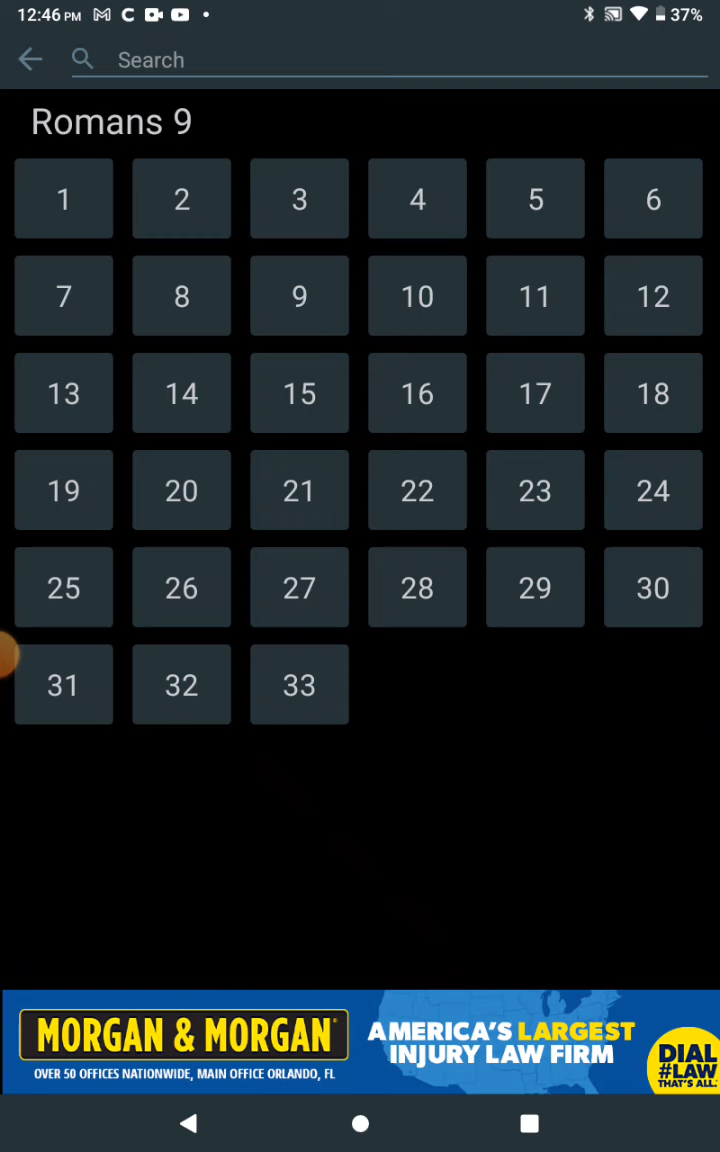 12:46 PM 37%
Search
Romans 9
1 2 3 4 5 6
7 8 9 10 11 12
13 14 15 16 17 18
19 20 21 22 23 24
25 26 27 28 29 30
31 32 33
MORGAN & MORGAN®
OVER 50 OFFICES NATIONWIDE, MAIN OFFICE ORLANDO, FL
AMERICA'S LARGEST
INJURY LAW FIRM
DIAL
#LAW
THAT'S ALL.